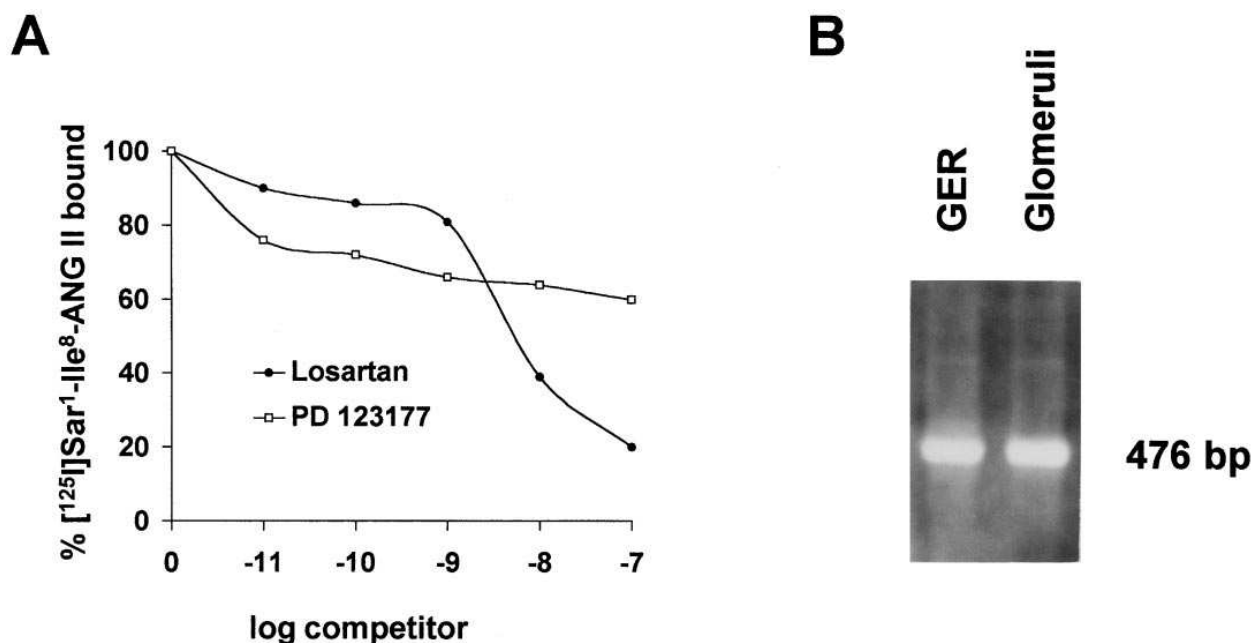 A
% [¹²⁵I]Sar¹-Ile⁸-ANG II bound
100
80
60
40
20
0
Losartan
PD 123177
0 -11 -10 -9 -8 -7
log competitor
B
GER
Glomeruli
476 bp